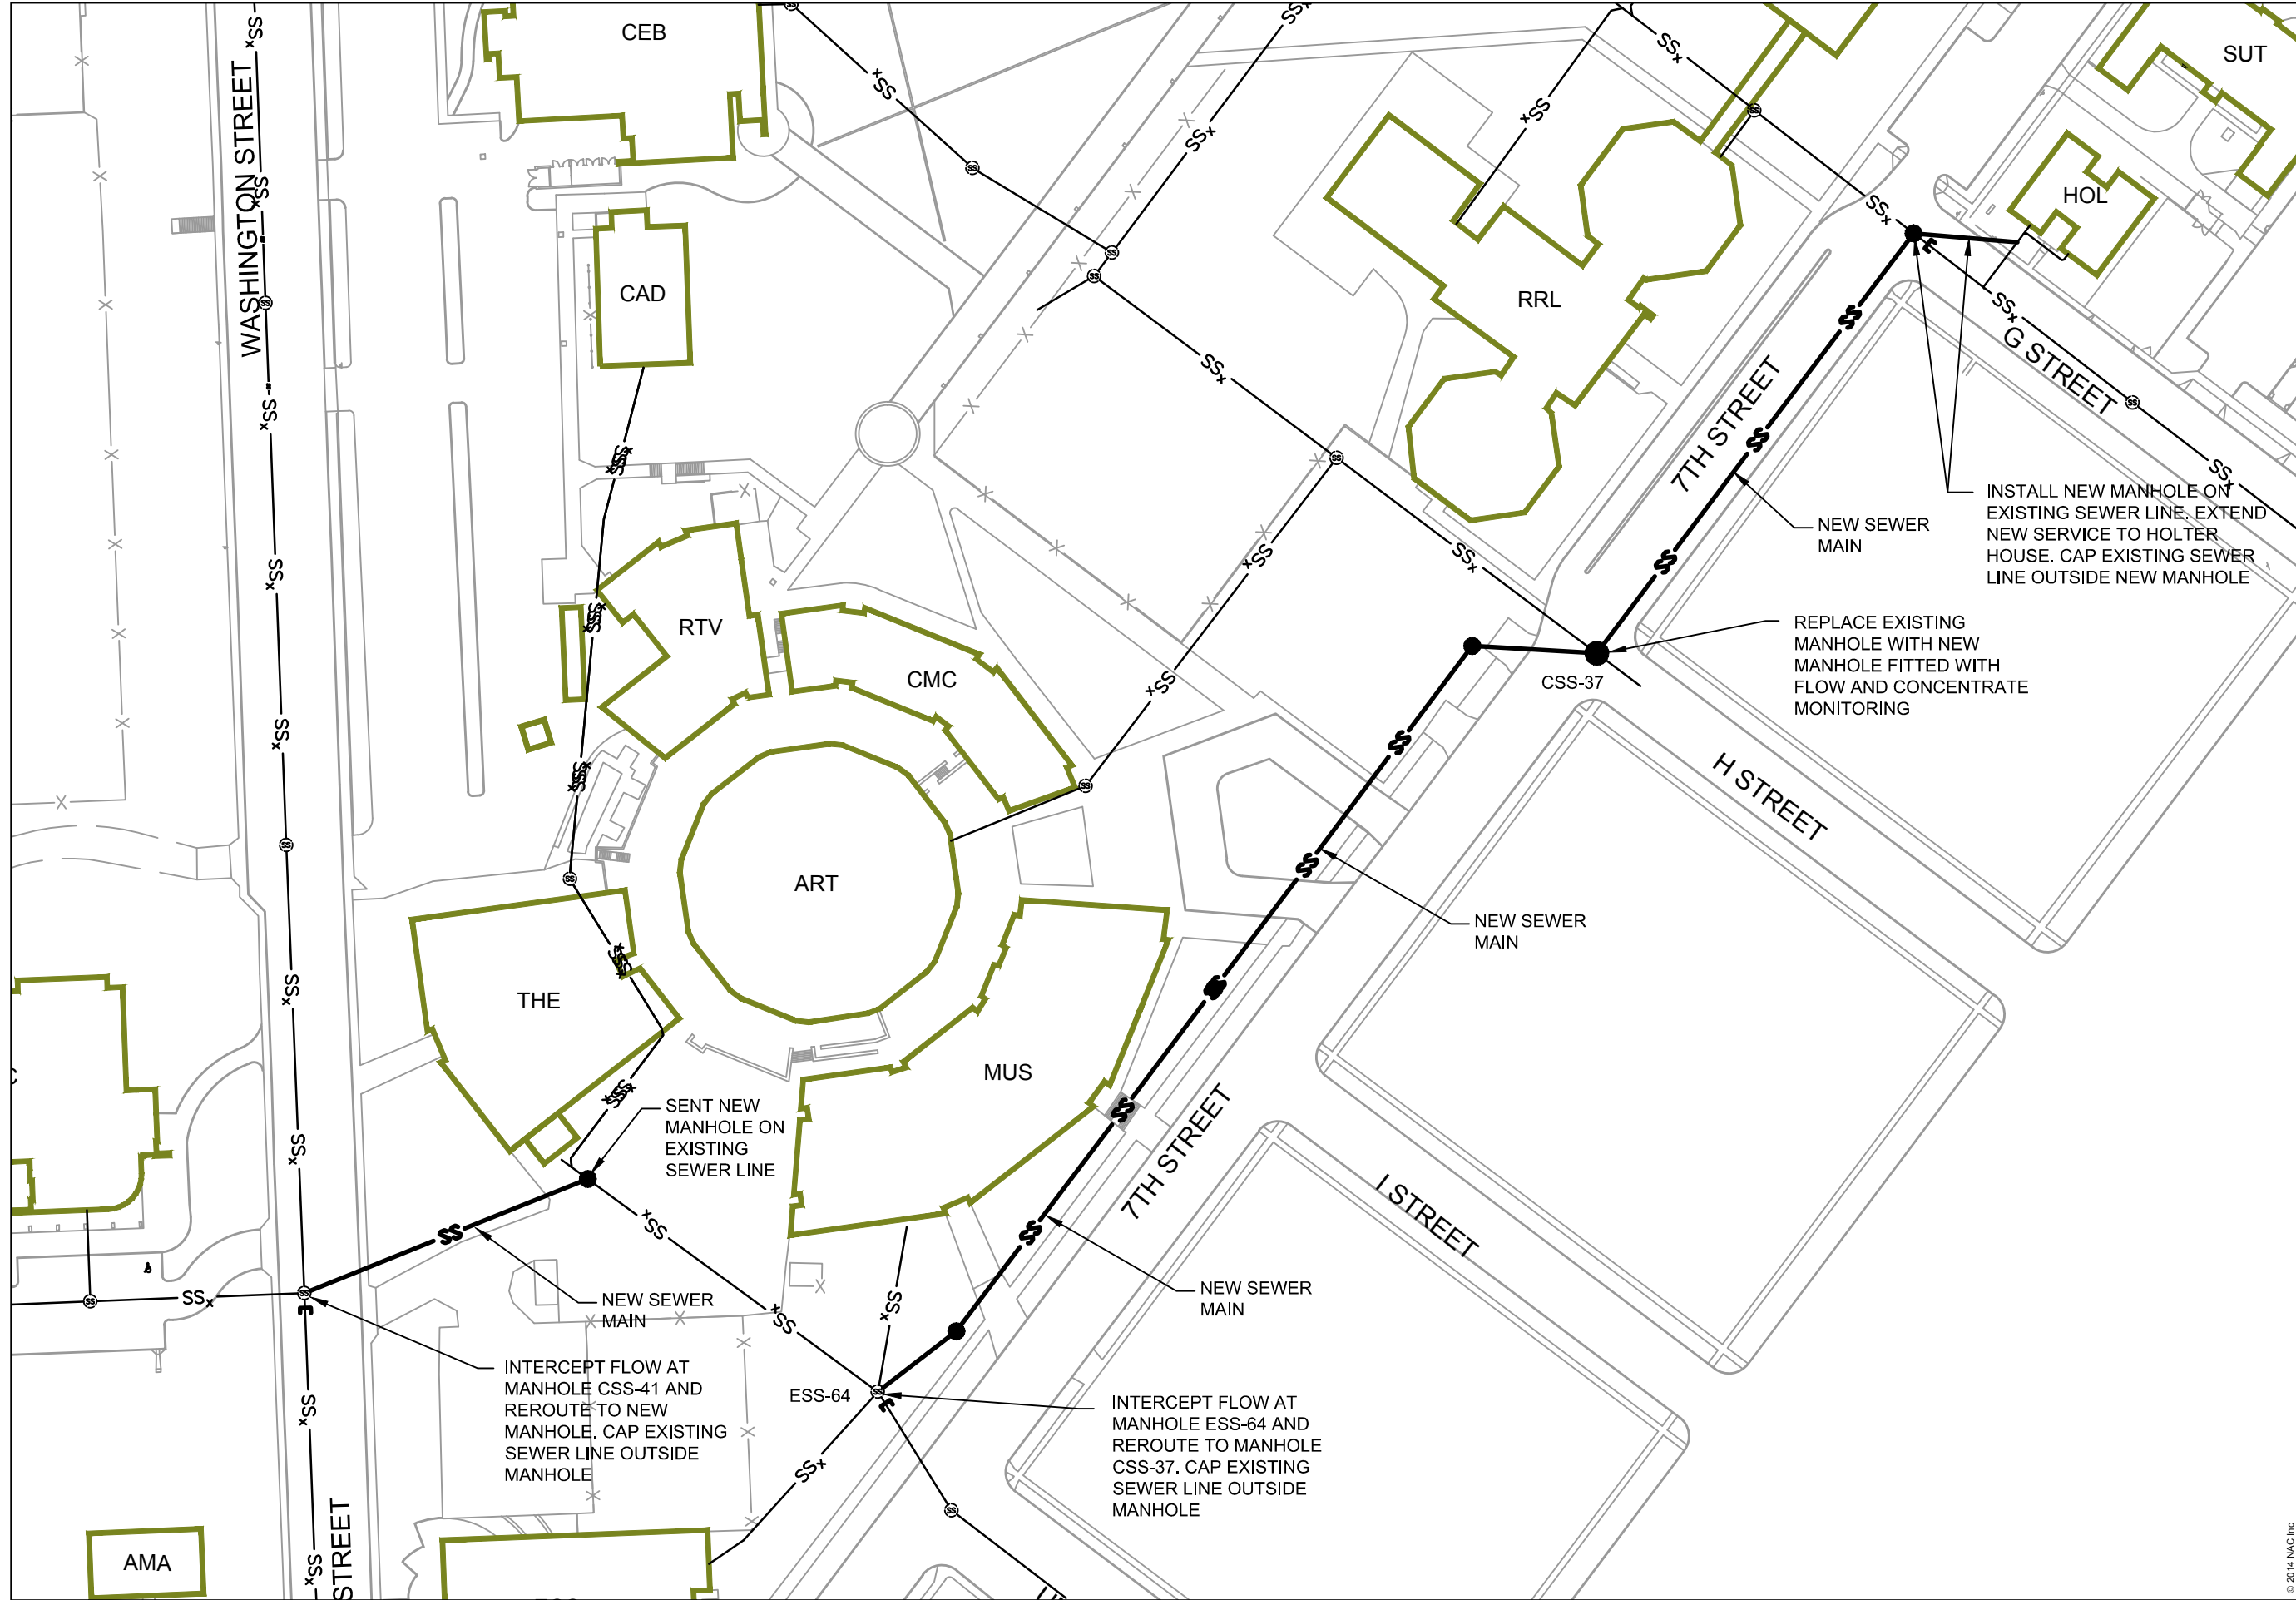 CEB
SUT
WASHINGTON STREET
HOL
CAD
RRL
G STREET
7TH STREET
INSTALL NEW MANHOLE ON
EXISTING SEWER LINE. EXTEND
NEW SERVICE TO HOLTER
HOUSE. CAP EXISTING SEWER
LINE OUTSIDE NEW MANHOLE
NEW SEWER
MAIN
RTV
REPLACE EXISTING
MANHOLE WITH NEW
MANHOLE FITTED WITH
FLOW AND CONCENTRATE
MONITORING
CMC
CSS-37
H STREET
ART
NEW SEWER
MAIN
THE
MUS
SENT NEW
MANHOLE ON
EXISTING
SEWER LINE
7TH STREET
I STREET
NEW SEWER
MAIN
NEW SEWER
MAIN
INTERCEPT FLOW AT
MANHOLE CSS-41 AND
REROUTE TO NEW
MANHOLE. CAP EXISTING
SEWER LINE OUTSIDE
MANHOLE
ESS-64
INTERCEPT FLOW AT
MANHOLE ESS-64 AND
REROUTE TO MANHOLE
CSS-37. CAP EXISTING
SEWER LINE OUTSIDE
MANHOLE
AMA
STREET
© 2014 NAC Inc